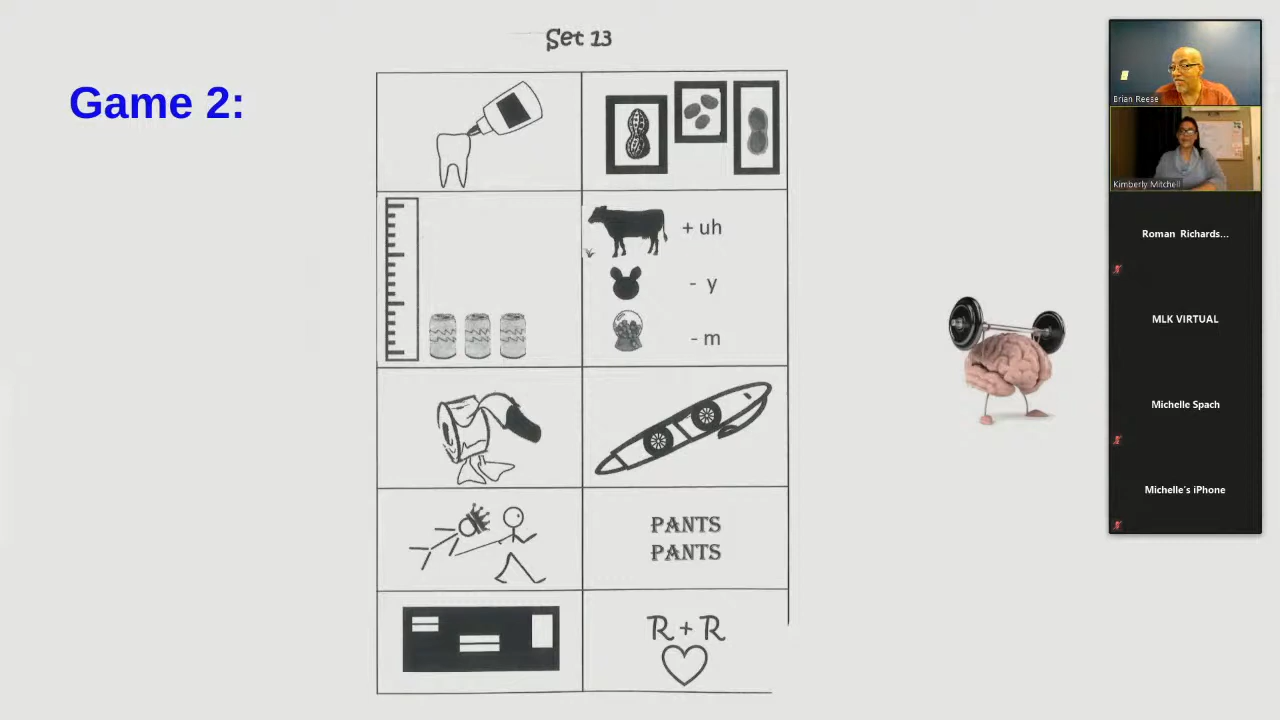 Set 13
Game 2:
+ uh
- y
- m
PANTS
PANTS
R + R
Brian Reese
Kimberly Mitchell
Roman Richards...
MLK VIRTUAL
Michelle Spach
Michelle's iPhone